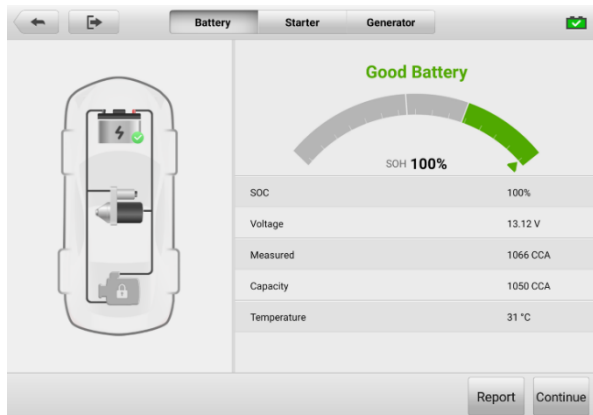 Battery Starter Generator
Good Battery
SOH 100%
SOC 100%
Voltage 13.12 V
Measured 1066 CCA
Capacity 1050 CCA
Temperature 31 °C
Report Continue